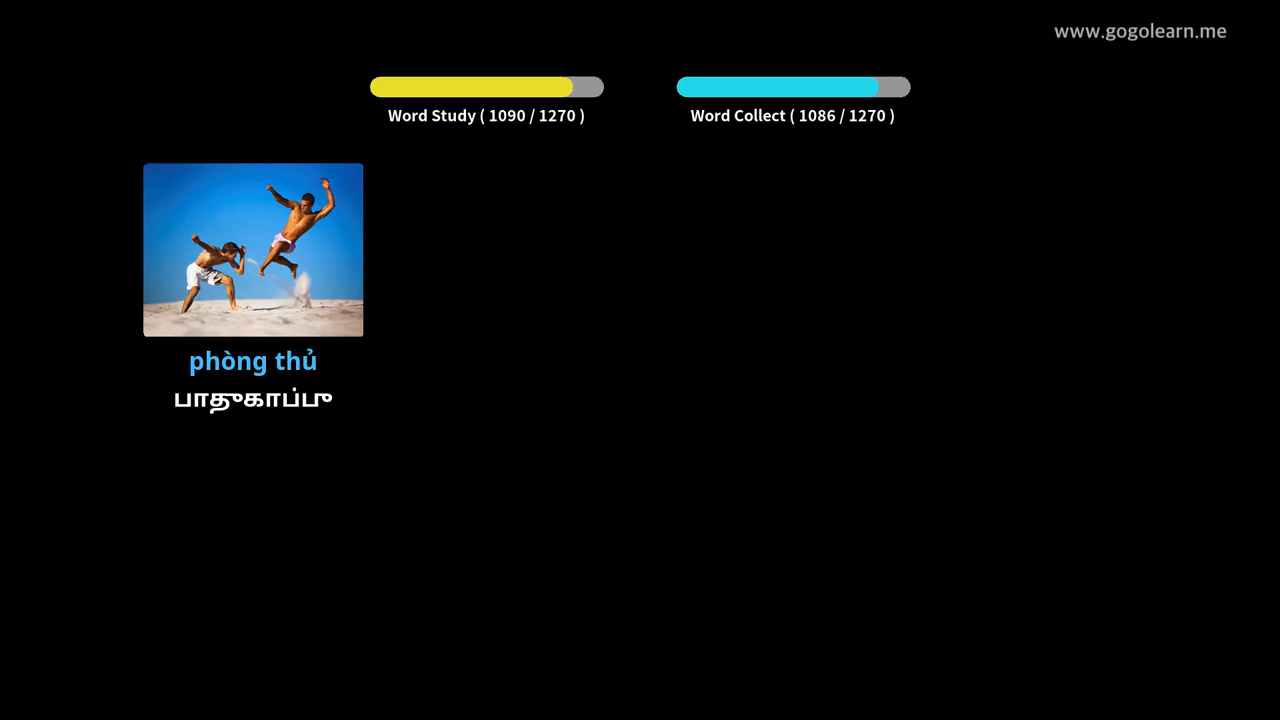 www.gogolearn.me
Word Study ( 1090 / 1270 )
Word Collect ( 1086 / 1270 )
phòng thủ
பாதுகாப்பு